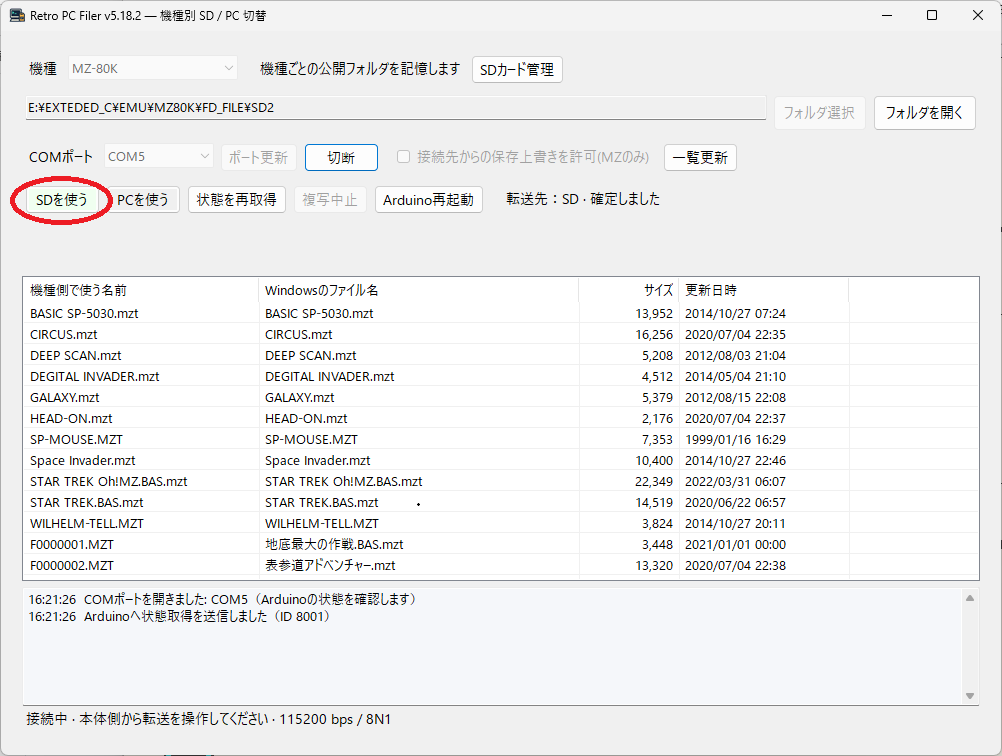 Retro PC Filer v5.18.2 — 機種別 SD / PC 切替
機種 MZ-80K 機種ごとの公開フォルダを記憶します SDカード管理
E:¥EXTEDED_C¥EMU¥MZ80K¥FD_FILE¥SD2 フォルダ選択 フォルダを開く
COMポート COM5 ポート更新 切断 接続先からの保存上書きを許可(MZのみ) 一覧更新
SDを使う PCを使う 状態を再取得 複写中止 Arduino再起動 転送先：SD · 確定しました
機種側で使う名前 Windowsのファイル名 サイズ 更新日時
BASIC SP-5030.mzt BASIC SP-5030.mzt 13,952 2014/10/27 07:24
CIRCUS.mzt CIRCUS.mzt 16,256 2020/07/04 22:35
DEEP SCAN.mzt DEEP SCAN.mzt 5,208 2012/08/03 21:04
DEGITAL INVADER.mzt DEGITAL INVADER.mzt 4,512 2014/05/04 21:10
GALAXY.mzt GALAXY.mzt 5,379 2012/08/15 22:08
HEAD-ON.mzt HEAD-ON.mzt 2,176 2020/07/04 22:37
SP-MOUSE.MZT SP-MOUSE.MZT 7,353 1999/01/16 16:29
Space Invader.mzt Space Invader.mzt 10,400 2014/10/27 22:46
STAR TREK Oh!MZ.BAS.mzt STAR TREK Oh!MZ.BAS.mzt 22,349 2022/03/31 06:07
STAR TREK.BAS.mzt STAR TREK.BAS.mzt 14,519 2020/06/22 06:57
WILHELM-TELL.MZT WILHELM-TELL.MZT 3,824 2014/10/27 20:11
F0000001.MZT 地底最大の作戦.BAS.mzt 3,448 2021/01/01 00:00
F0000002.MZT 表参道アドベンチャー.mzt 13,320 2020/07/04 22:38
16:21:26 COMポートを開きました: COM5（Arduinoの状態を確認します）
16:21:26 Arduinoへ状態取得を送信しました（ID 8001）
接続中 · 本体側から転送を操作してください · 115200 bps / 8N1